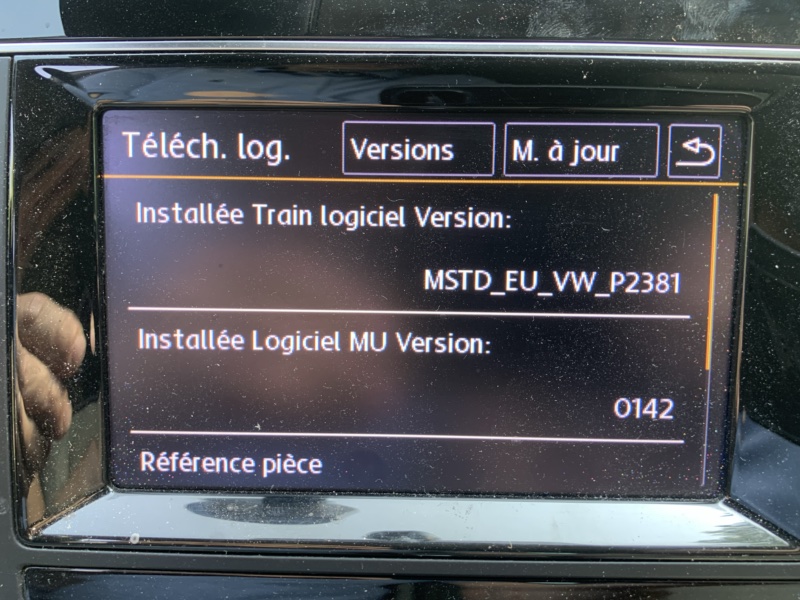 Téléch. log.
Versions
M. à jour
Installée Train logiciel Version:
MSTD_EU_VW_P2381
Installée Logiciel MU Version:
0142
Référence pièce